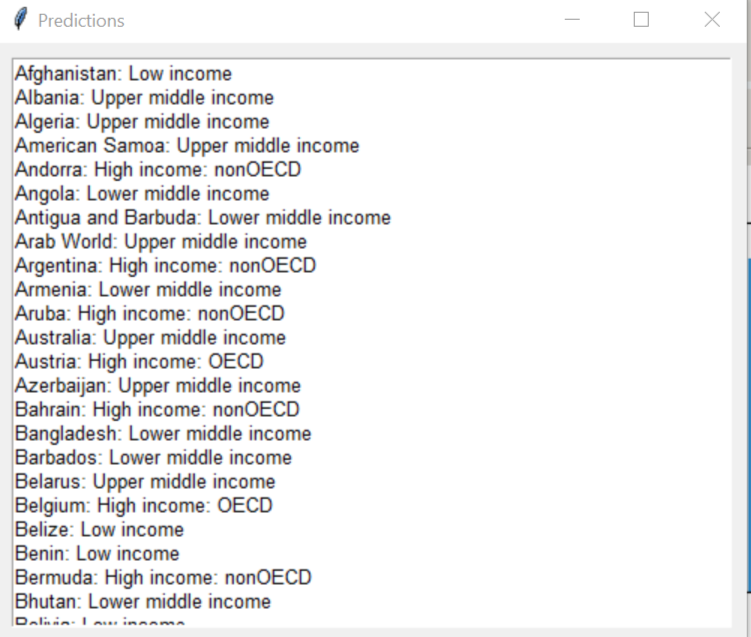 Predictions
Afghanistan: Low income
Albania: Upper middle income
Algeria: Upper middle income
American Samoa: Upper middle income
Andorra: High income: nonOECD
Angola: Lower middle income
Antigua and Barbuda: Lower middle income
Arab World: Upper middle income
Argentina: High income: nonOECD
Armenia: Lower middle income
Aruba: High income: nonOECD
Australia: Upper middle income
Austria: High income: OECD
Azerbaijan: Upper middle income
Bahrain: High income: nonOECD
Bangladesh: Lower middle income
Barbados: Lower middle income
Belarus: Upper middle income
Belgium: High income: OECD
Belize: Low income
Benin: Low income
Bermuda: High income: nonOECD
Bhutan: Lower middle income
Bolivia: Low income